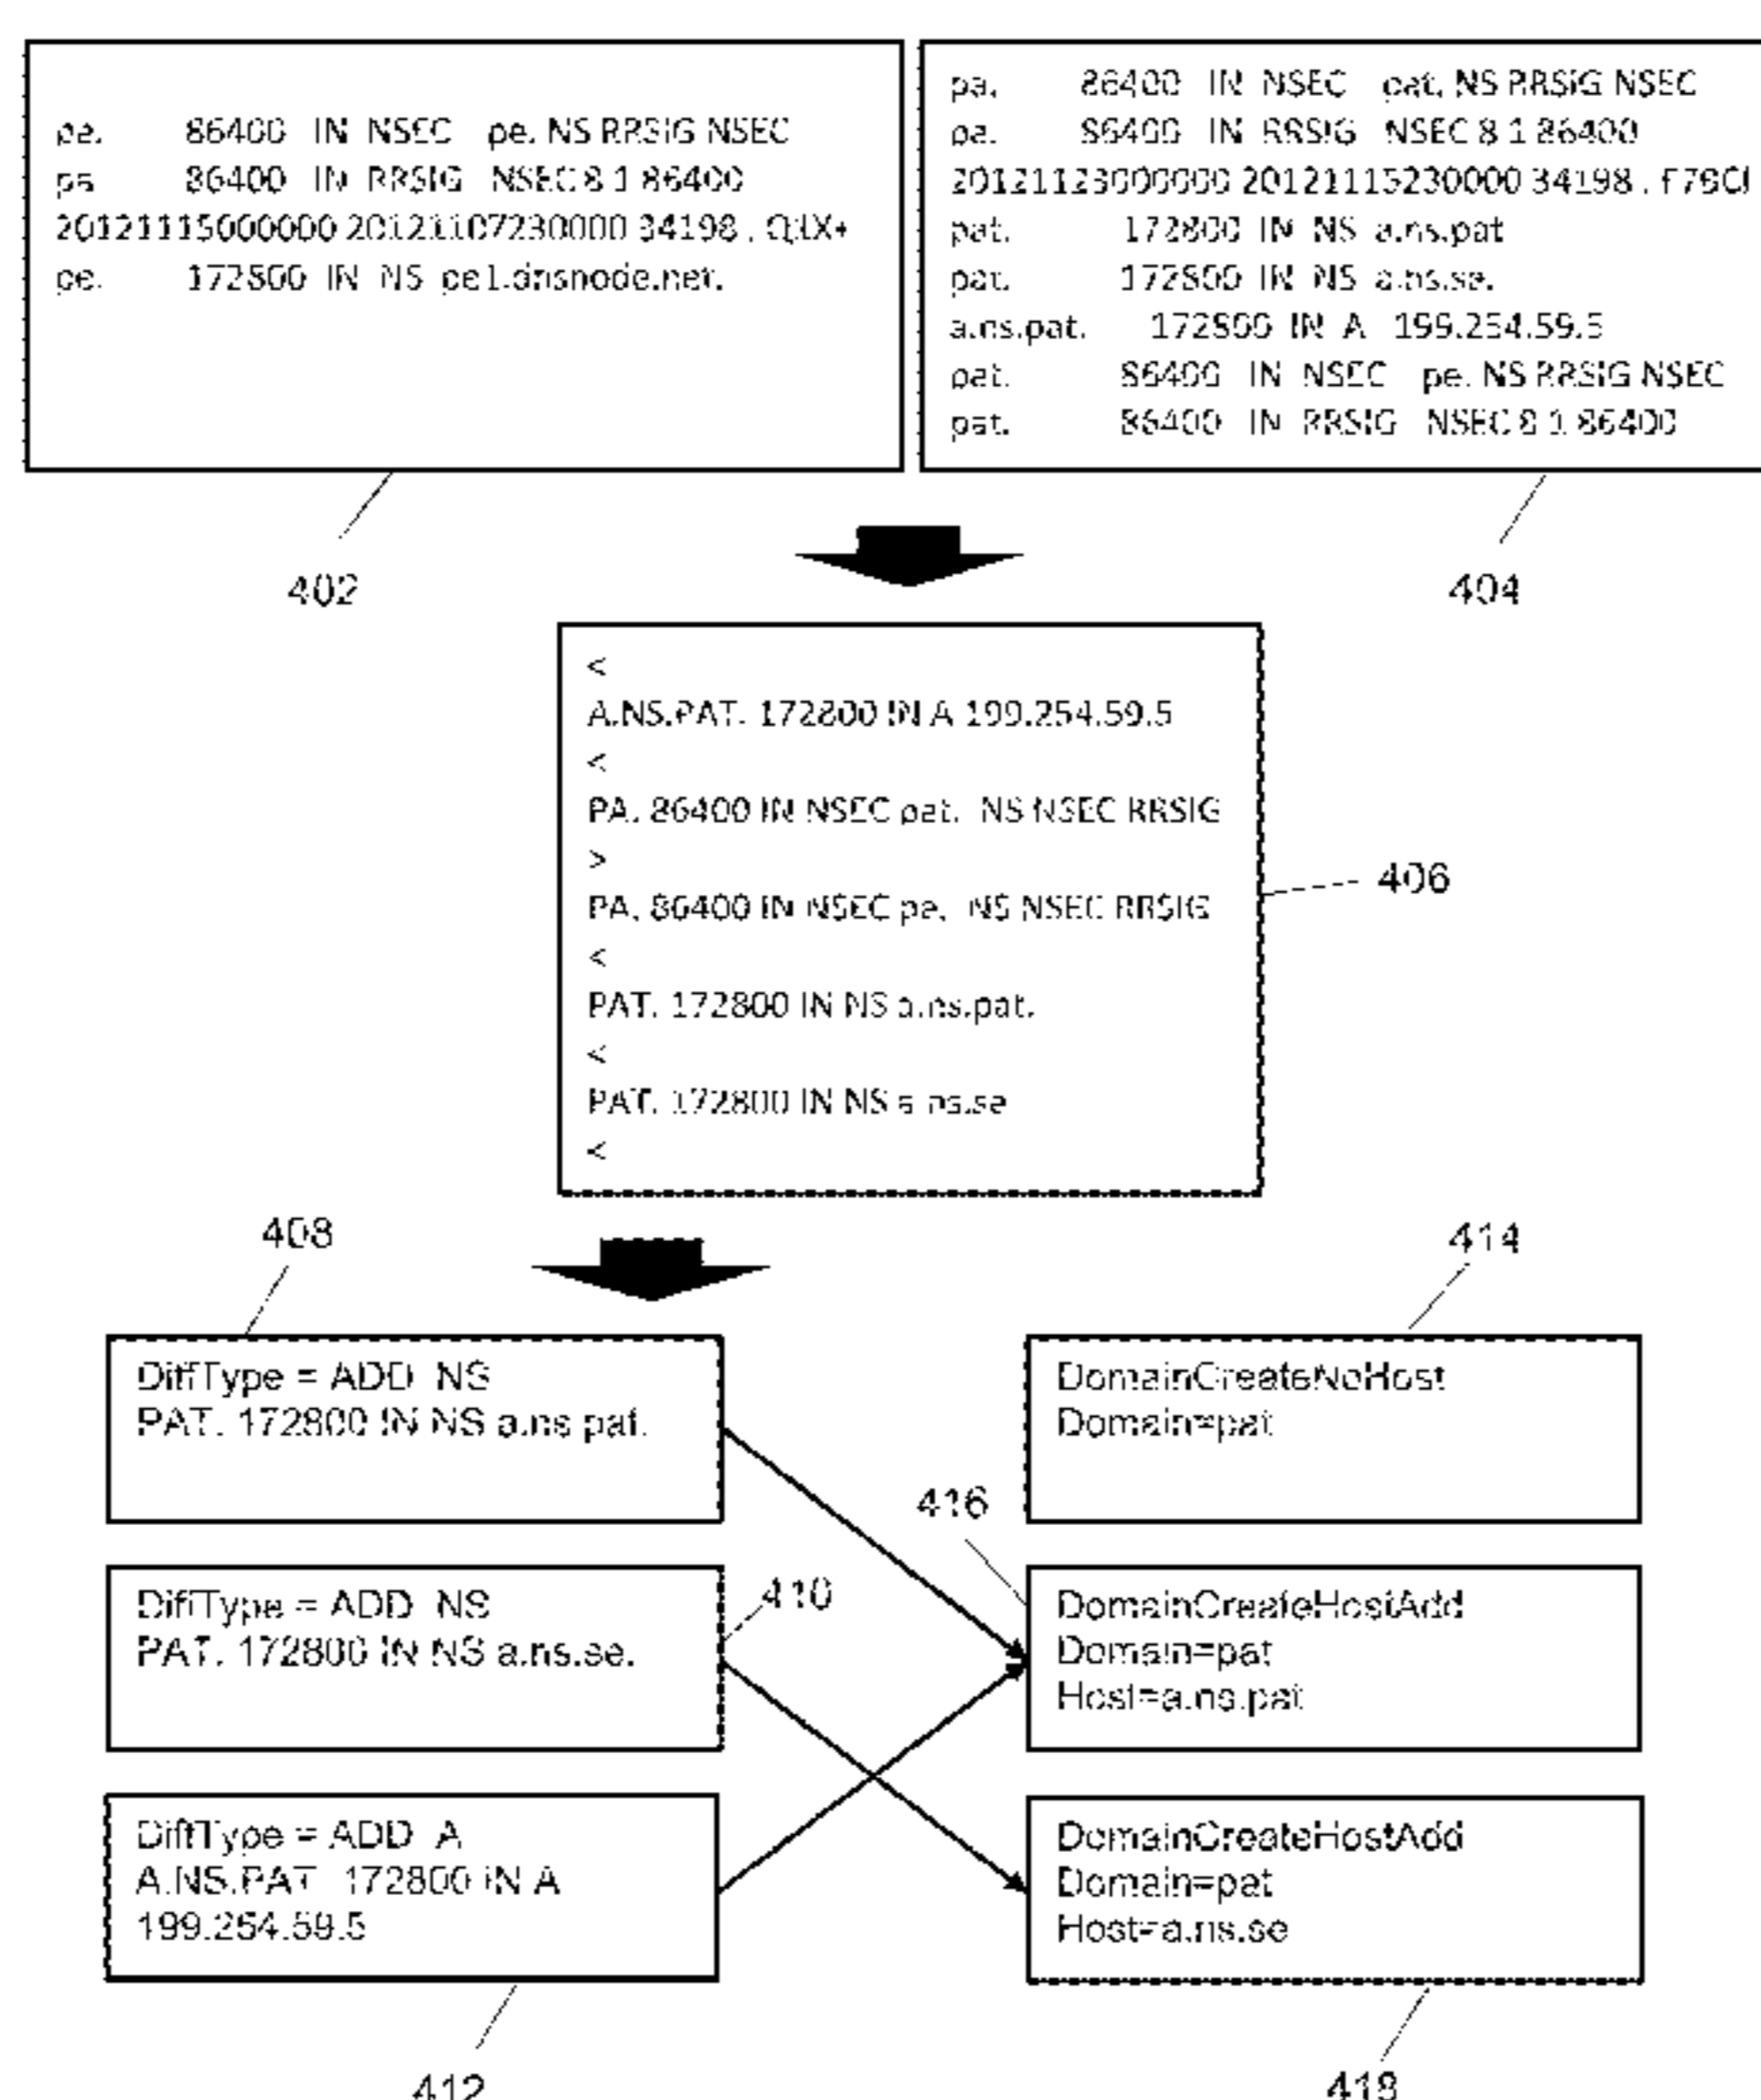 pa. 86400 IN NSEC pe. NS RRSIG NSEC
pa 86400 IN RRSIG NSEC 8 1 86400
20121115000000 20121107230000 34198 . QJX+
pe. 172800 IN NS pe1.dnsnode.net.
402
pa. 86400 IN NSEC pat. NS RRSIG NSEC
pa. 86400 IN RRSIG NSEC 8 1 86400
20121123000000 20121115230000 34198 .
pat. 172800 IN NS a.ns.pat
pat. 172800 IN NS a.ns.se.
a.ns.pat. 172800 IN A 199.254.59.5
pat. 86400 IN NSEC pe. NS RRSIG NSEC
pat. 86400 IN RRSIG NSEC 8 1 86400
404
<
A.NS.PAT. 172800 IN A 199.254.59.5
<
PA. 86400 IN NSEC pat. NS NSEC RRSIG
>
PA. 86400 IN NSEC pe. NS NSEC RRSIG
<
PAT. 172800 IN NS a.ns.pat.
<
PAT. 172800 IN NS a.ns.se
<
406
408
DiffType = ADD NS
PAT. 172800 IN NS a.ns.pat.
410
DiffType = ADD NS
PAT. 172800 IN NS a.ns.se.
DiffType = ADD A
A.NS.PAT. 172800 IN A
199.254.59.5
412
414
DomainCreateNoHost
Domain=pat
416
DomainCreateHostAdd
Domain=pat
Host=a.ns.pat
DomainCreateHostAdd
Domain=pat
Host=a.ns.se
418